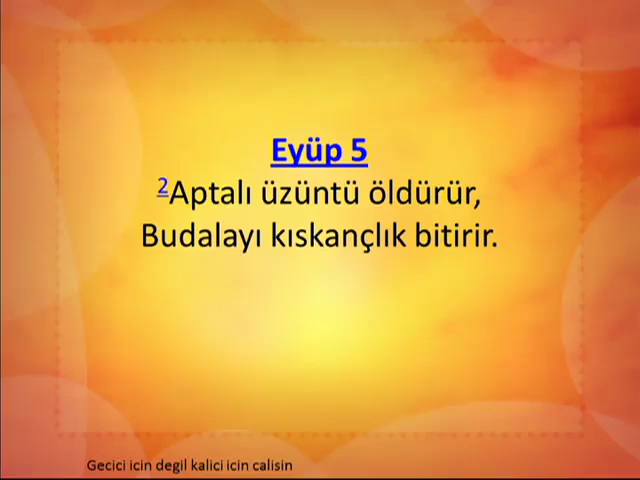 Eyüp 5
2Aptalı üzüntü öldürür,
Budalayı kıskançlık bitirir.
Gecici icin degil kalici icin calisin